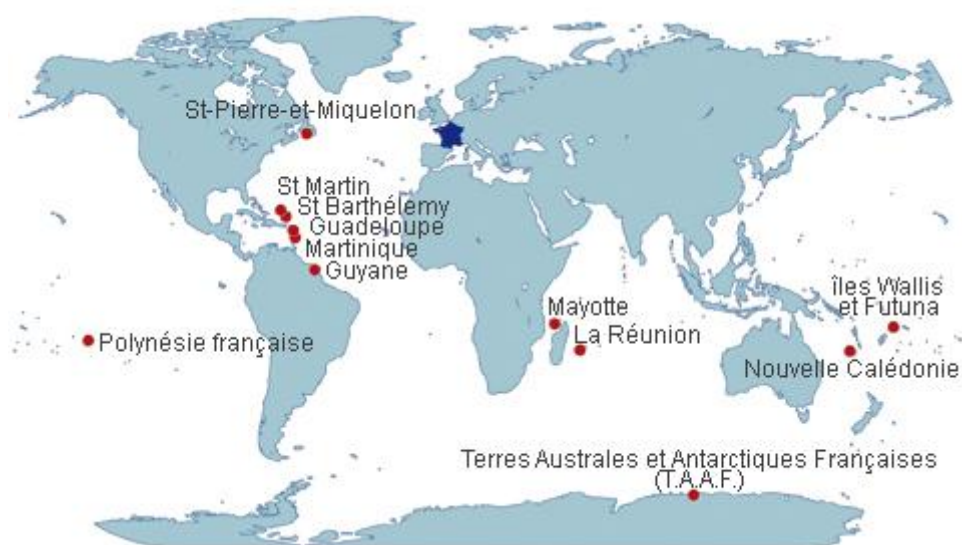 St-Pierre-et-Miquelon
St Martin
St Barthélemy
Guadeloupe
Martinique
Guyane
îles Wallis
et Futuna
Mayotte
La Réunion
Polynésie française
Nouvelle Calédonie
Terres Australes et Antarctiques Françaises
(T.A.A.F.)